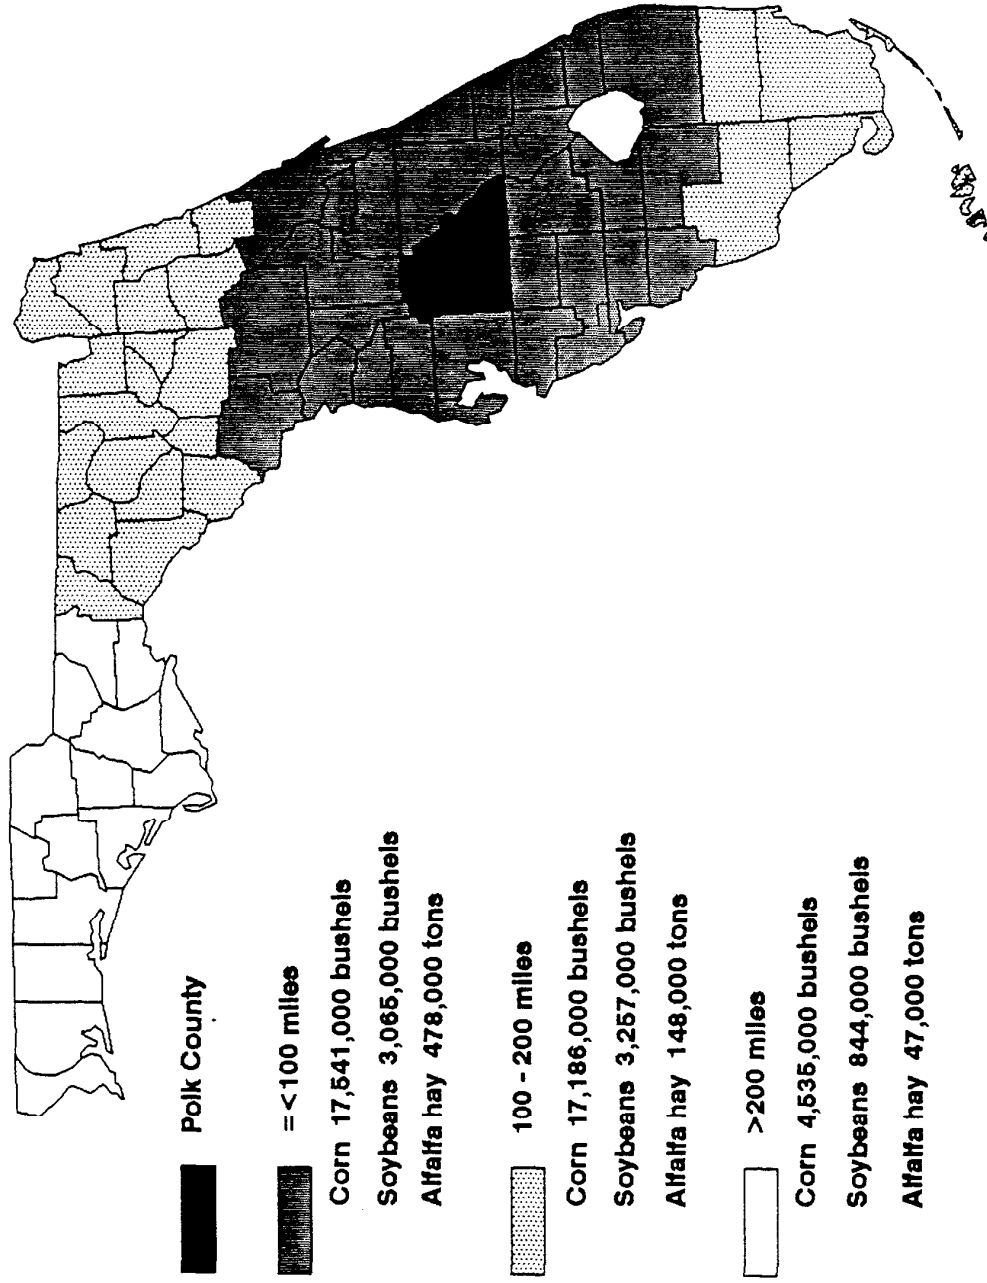 Polk County
= <100 miles
Corn 17,541,000 bushels
Soybeans 3,065,000 bushels
Alfalfa hay 478,000 tons
100 - 200 miles
Corn 17,186,000 bushels
Soybeans 3,257,000 bushels
Alfalfa hay 148,000 tons
>200 miles
Corn 4,535,000 bushels
Soybeans 844,000 bushels
Alfalfa hay 47,000 tons